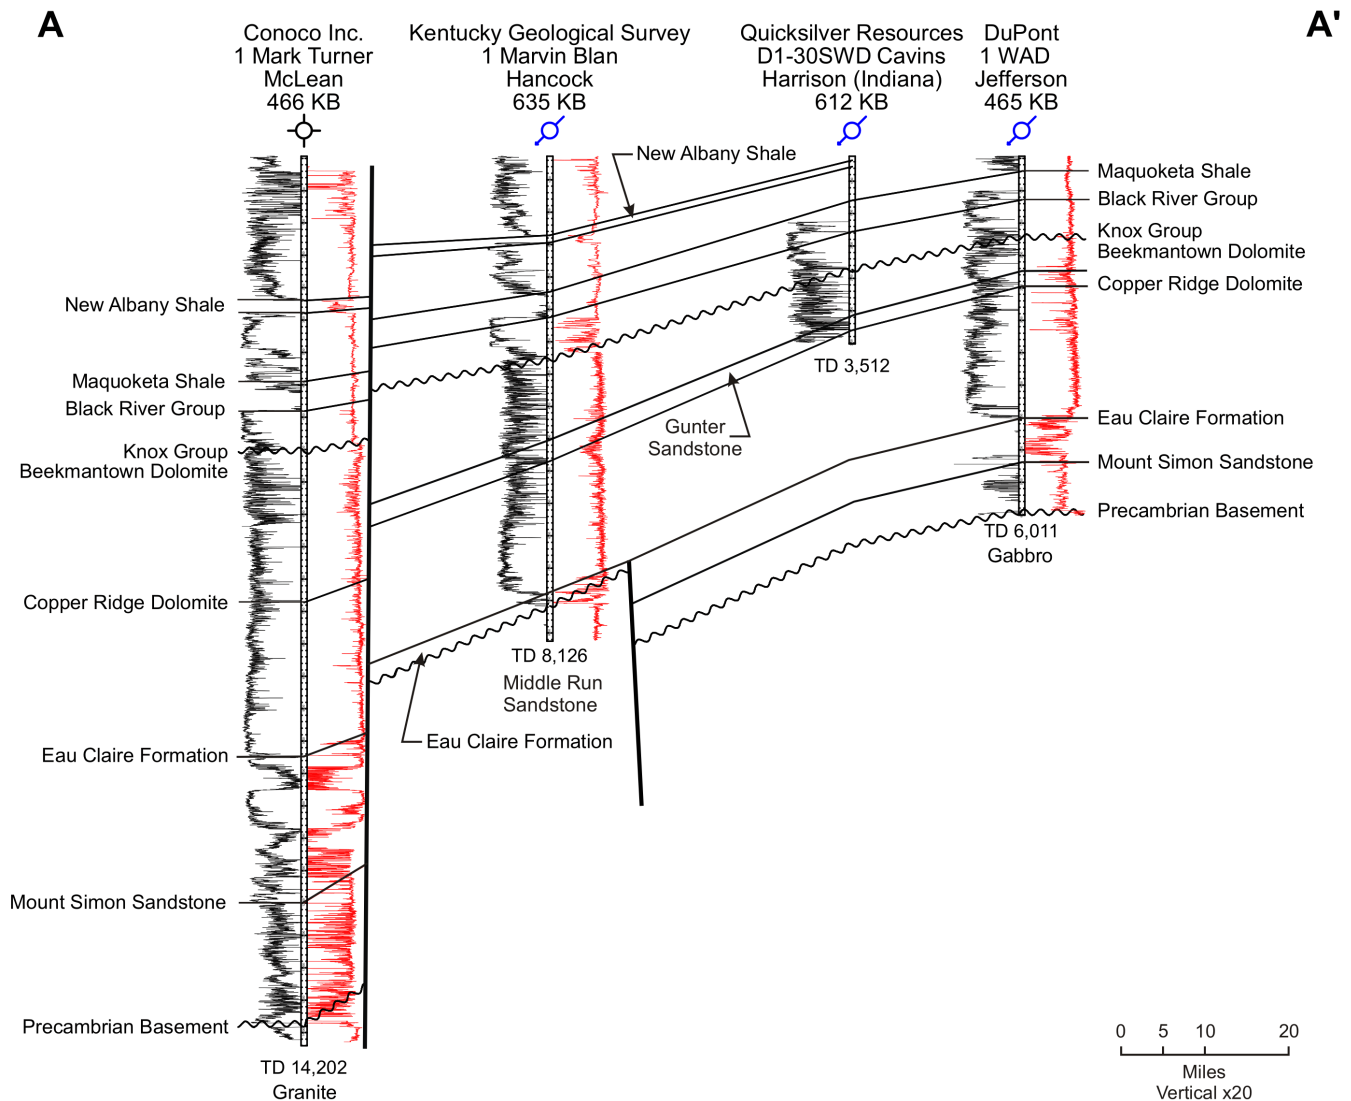 A
A'
Conoco Inc.
1 Mark Turner
McLean
466 KB
Kentucky Geological Survey
1 Marvin Blan
Hancock
635 KB
Quicksilver Resources
D1-30SWD Cavins
Harrison (Indiana)
612 KB
DuPont
1 WAD
Jefferson
465 KB
New Albany Shale
Maquoketa Shale
Black River Group
Knox Group
Beekmantown Dolomite
Copper Ridge Dolomite
Eau Claire Formation
Mount Simon Sandstone
Precambrian Basement
New Albany Shale
Maquoketa Shale
Black River Group
Knox Group
Beekmantown Dolomite
Copper Ridge Dolomite
Eau Claire Formation
Mount Simon Sandstone
Precambrian Basement
TD 3,512
Gunter
Sandstone
TD 6,011
Gabbro
TD 8,126
Middle Run
Sandstone
Eau Claire Formation
TD 14,202
Granite
0 5 10 20
Miles
Vertical x20